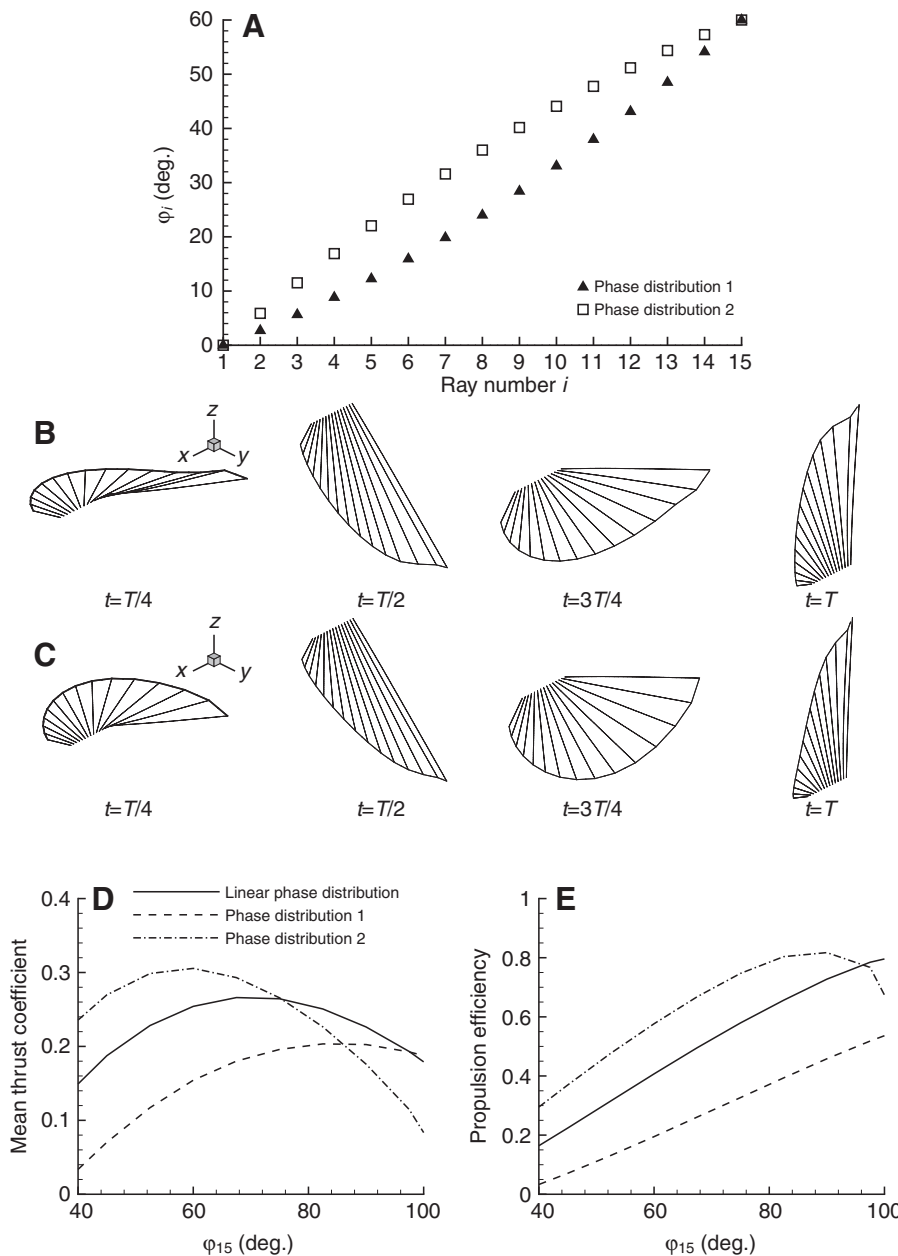 A
60
50
40
30
20
10
0
φi (deg.)
Phase distribution 1
Phase distribution 2
1 2 3 4 5 6 7 8 9 10 11 12 13 14 15
Ray number i
B
z
x y
t=T/4 t=T/2 t=3T/4 t=T
C
z
x y
t=T/4 t=T/2 t=3T/4 t=T
D
Linear phase distribution
Phase distribution 1
Phase distribution 2
0.4
0.3
0.2
0.1
0
Mean thrust coefficient
40 60 80 100
φ15 (deg.)
E
1
0.8
0.6
0.4
0.2
0
Propulsion efficiency
40 60 80 100
φ15 (deg.)